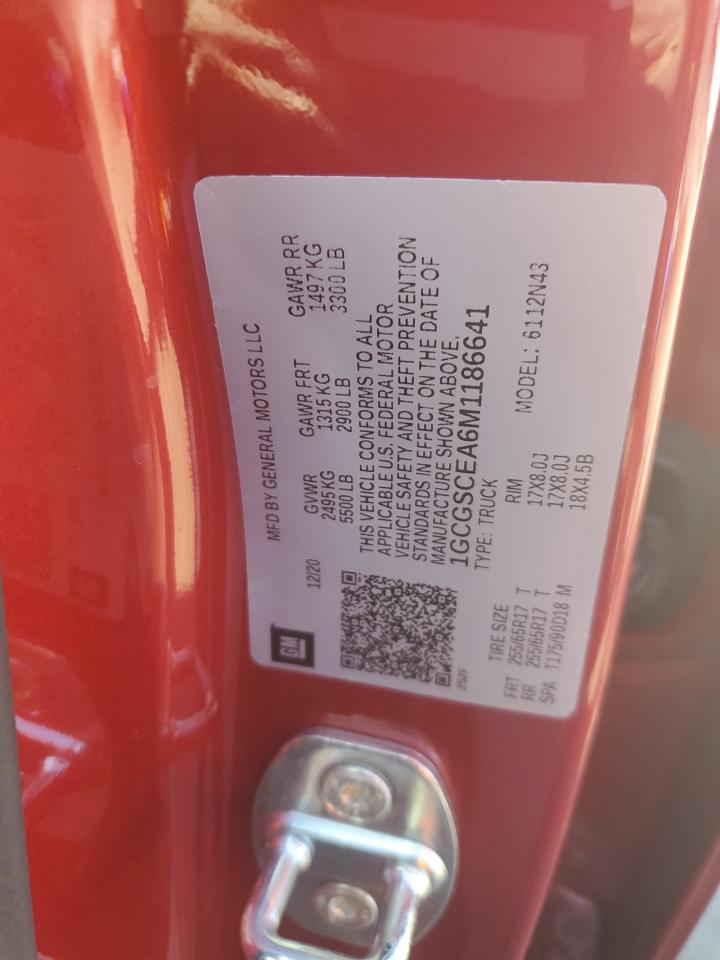 GM
12/20
MFD BY GENERAL MOTORS LLC
GVWR GAWR FRT GAWR RR
2495 KG 1315 KG 1497 KG
5500 LB 2900 LB 3300 LB
THIS VEHICLE CONFORMS TO ALL
APPLICABLE U.S. FEDERAL MOTOR
VEHICLE SAFETY AND THEFT PREVENTION
STANDARDS IN EFFECT ON THE DATE OF
MANUFACTURE SHOWN ABOVE.
1GCGSCEA6M1186641
252F
TYPE: TRUCK
MODEL: 6112N43
TIRE SIZE RIM
FRT 255/65R17 T 17X8.0J
RR 255/65R17 T 17X8.0J
SPA T175/90D18 M 18X4.5B